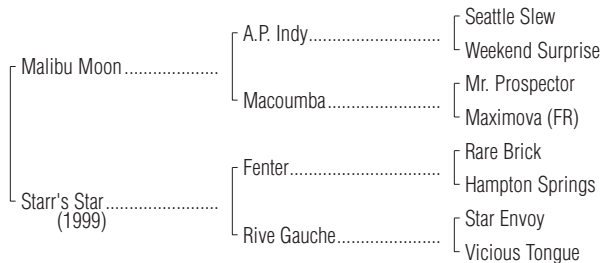 Seattle Slew
A.P. Indy
Weekend Surprise
Malibu Moon
Mr. Prospector
Macoumba
Maximova (FR)
Rare Brick
Fenter
Hampton Springs
Starr's Star
(1999)
Star Envoy
Rive Gauche
Vicious Tongue